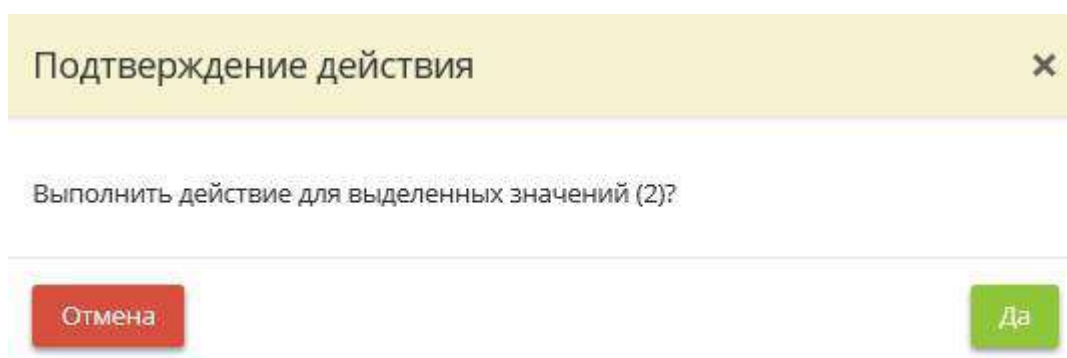 Подтверждение действия
Выполнить действие для выделенных значений (2)?
Отмена
Да